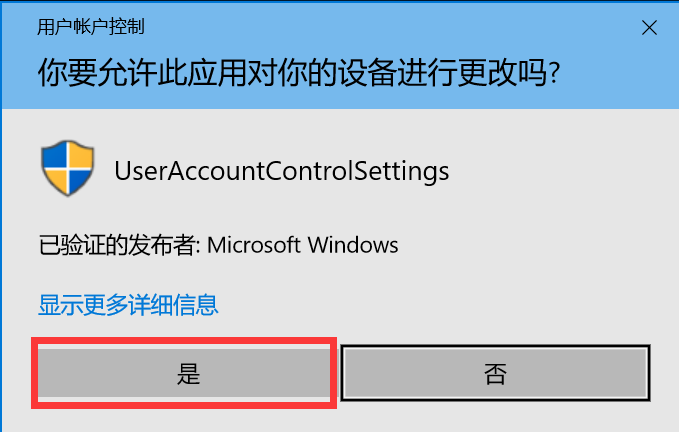 用户帐户控制
你要允许此应用对你的设备进行更改吗?
UserAccountControlSettings
已验证的发布者: Microsoft Windows
显示更多详细信息
是
否